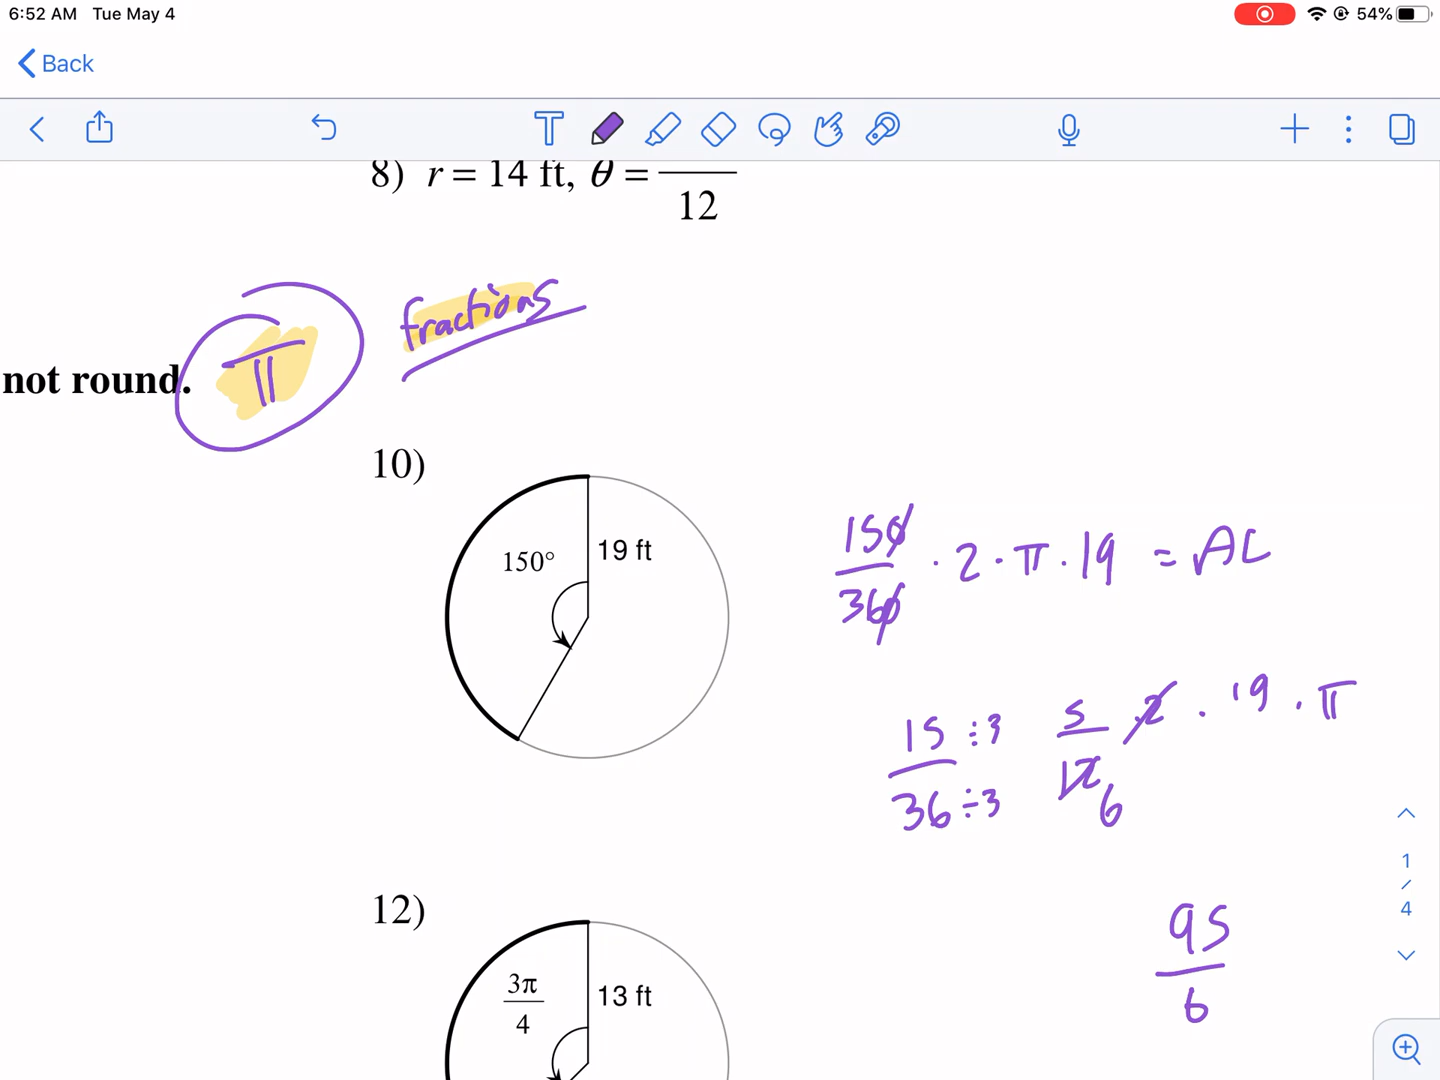 6:52 AM Tue May 4
54%
Back
8) r = 14 ft, θ =
12
fractions
not round. π
10)
150°
19 ft
150/360 · 2 · π · 19 = AL
15 ÷3 / 36 ÷3
5/12 2 · 19 · π
6
95/6
12)
3π/4
13 ft
1
/
4